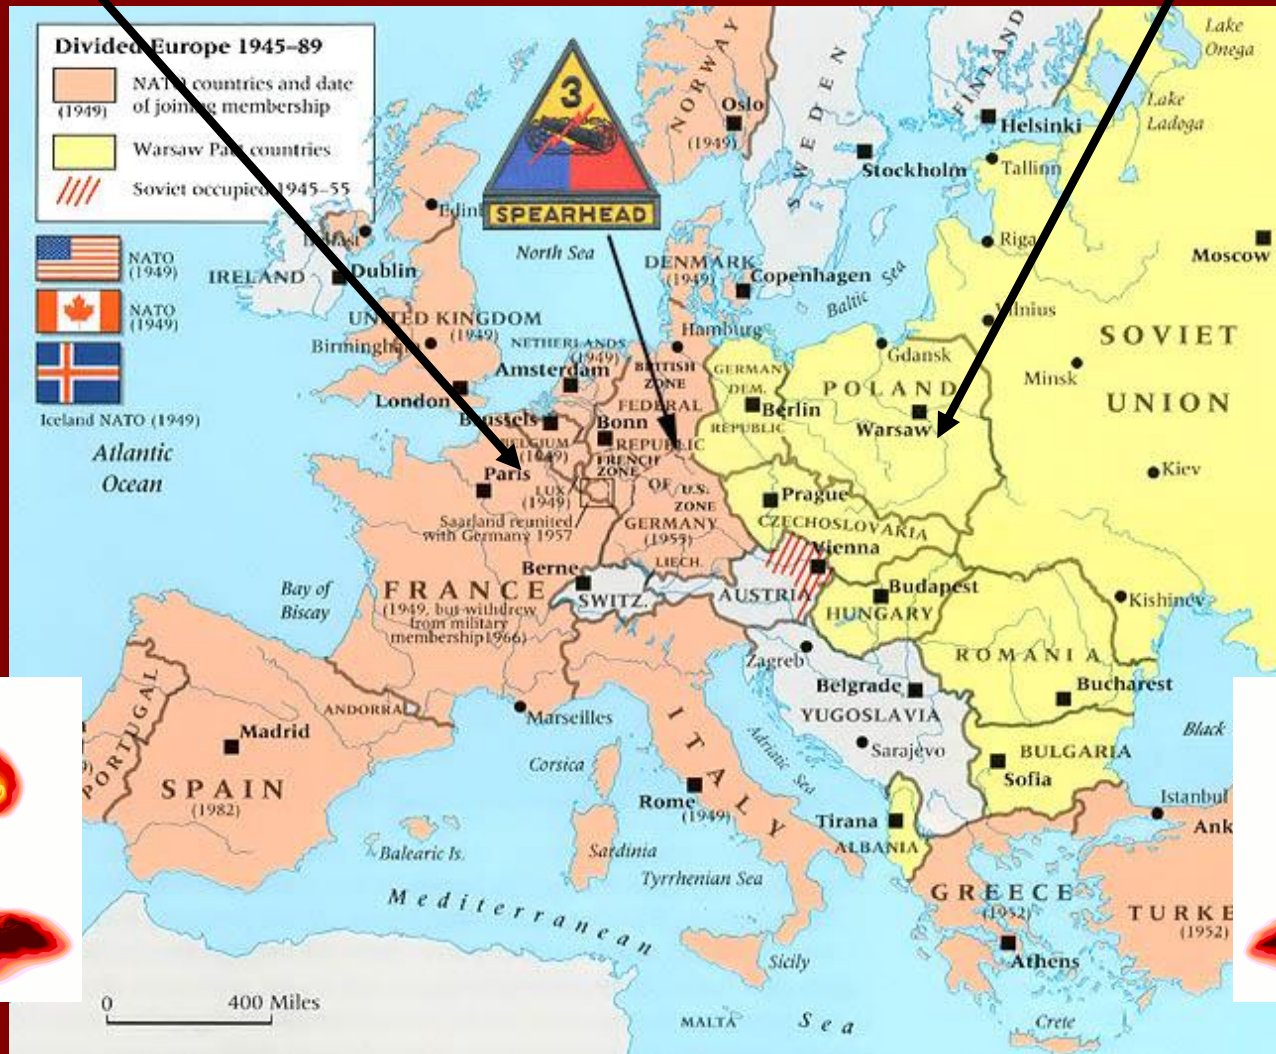 Divided Europe 1945–89
NATO countries and date
of joining membership
(1949)
Warsaw Pact countries
Soviet occupied 1945–55
NATO
(1949)
NATO
(1949)
Iceland NATO (1949)
Atlantic
Ocean
3
SPEARHEAD
North Sea
NORWAY
Oslo
(1949)
SWEDEN
Stockholm
FINLAND
Helsinki
Tallinn
Lake
Onega
Lake
Ladoga
Riga
Moscow
Vilnius
SOVIET
UNION
Minsk
Kiev
Kishinev
Baltic Sea
Belfast
IRELAND
Dublin
UNITED KINGDOM
(1949)
Birmingham
London
DENMARK
(1949)
Copenhagen
Hamburg
NETHERLANDS
(1949)
Amsterdam
Brussels
BELGIUM
(1949)
LUX
(1949)
Bonn
BRITISH
ZONE
FEDERAL
REPUBLIC
FRENCH
ZONE
OF
U.S.
ZONE
GERMANY
(1955)
Saarland reunited
with Germany 1957
GERMAN
DEM.
REPUBLIC
Berlin
Gdansk
POLAND
Warsaw
Prague
CZECHOSLOVAKIA
Vienna
AUSTRIA
LIECH.
Berne
SWITZ.
Budapest
HUNGARY
Paris
FRANCE
(1949, but withdrew
from military
membership1966)
Bay of
Biscay
ANDORRA
Marseilles
PORTUGAL
Madrid
SPAIN
(1982)
Balearic Is.
Corsica
Sardinia
ITALY
Rome
(1949)
Tyrrhenian Sea
Adriatic Sea
Sicily
MALTA
Mediterranean
Sea
Zagreb
Belgrade
YUGOSLAVIA
Sarajevo
ROMANIA
Bucharest
BULGARIA
Sofia
Black
Tirana
ALBANIA
GREECE
(1952)
Athens
Crete
Istanbul
Ank
TURKE
(1952)
0 400 Miles